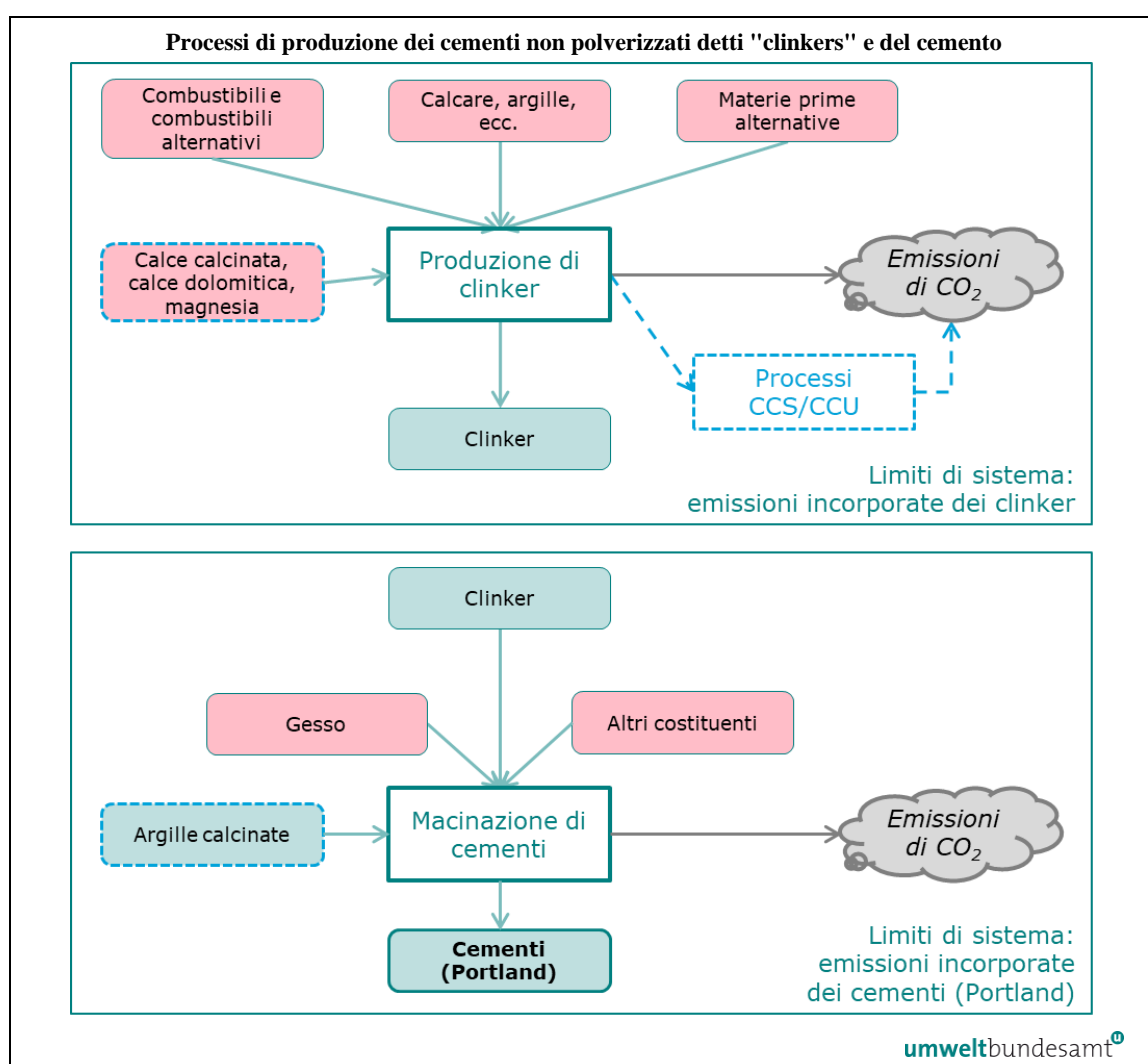 Processi di produzione dei cementi non polverizzati detti "clinkers" e del cemento
Combustibili e
combustibili
alternativi
Calcare, argille,
ecc.
Materie prime
alternative
Calce calcinata,
calce dolomitica,
magnesia
Produzione di
clinker
Emissioni
di CO2
Processi
CCS/CCU
Clinker
Limiti di sistema:
emissioni incorporate dei clinker
Clinker
Gesso
Altri costituenti
Argille calcinate
Macinazione di
cementi
Emissioni
di CO2
Cementi
(Portland)
Limiti di sistema:
emissioni incorporate
dei cementi (Portland)
umweltbundesamt u